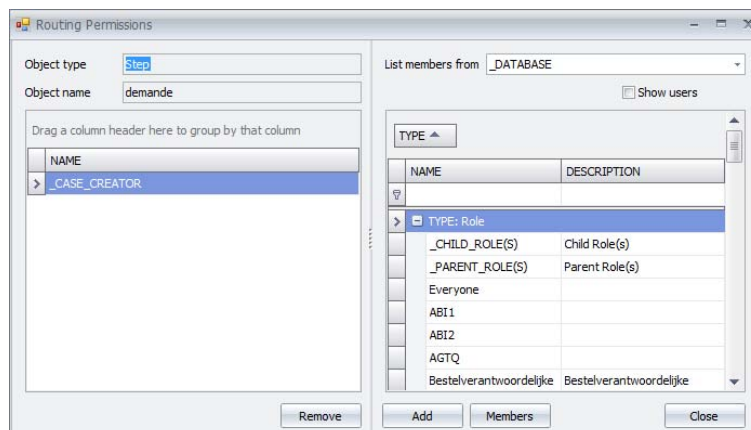 Routing Permissions
Object type Step
Object name demande
Drag a column header here to group by that column
NAME
_CASE_CREATOR
Remove
List members from _DATABASE
Show users
TYPE
NAME DESCRIPTION
TYPE: Role
_CHILD_ROLE(S) Child Role(s)
_PARENT_ROLE(S) Parent Role(s)
Everyone
ABI1
ABI2
AGTQ
Bestelverantwoordelijke Bestelverantwoordelijke
Add Members Close